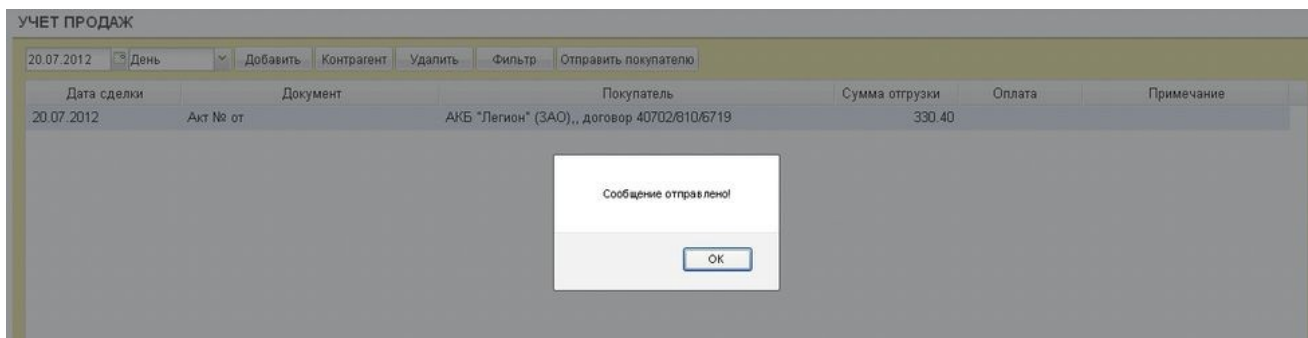 УЧЕТ ПРОДАЖ
20.07.2012 День Добавить Контрагент Удалить Фильтр Отправить покупателю
Дата сделки Документ Покупатель Сумма отгрузки Оплата Примечание
20.07.2012 Акт № от АКБ "Легион" (ЗАО),, договор 40702/810/6719 330.40
Сообщение отправлено!
ОК